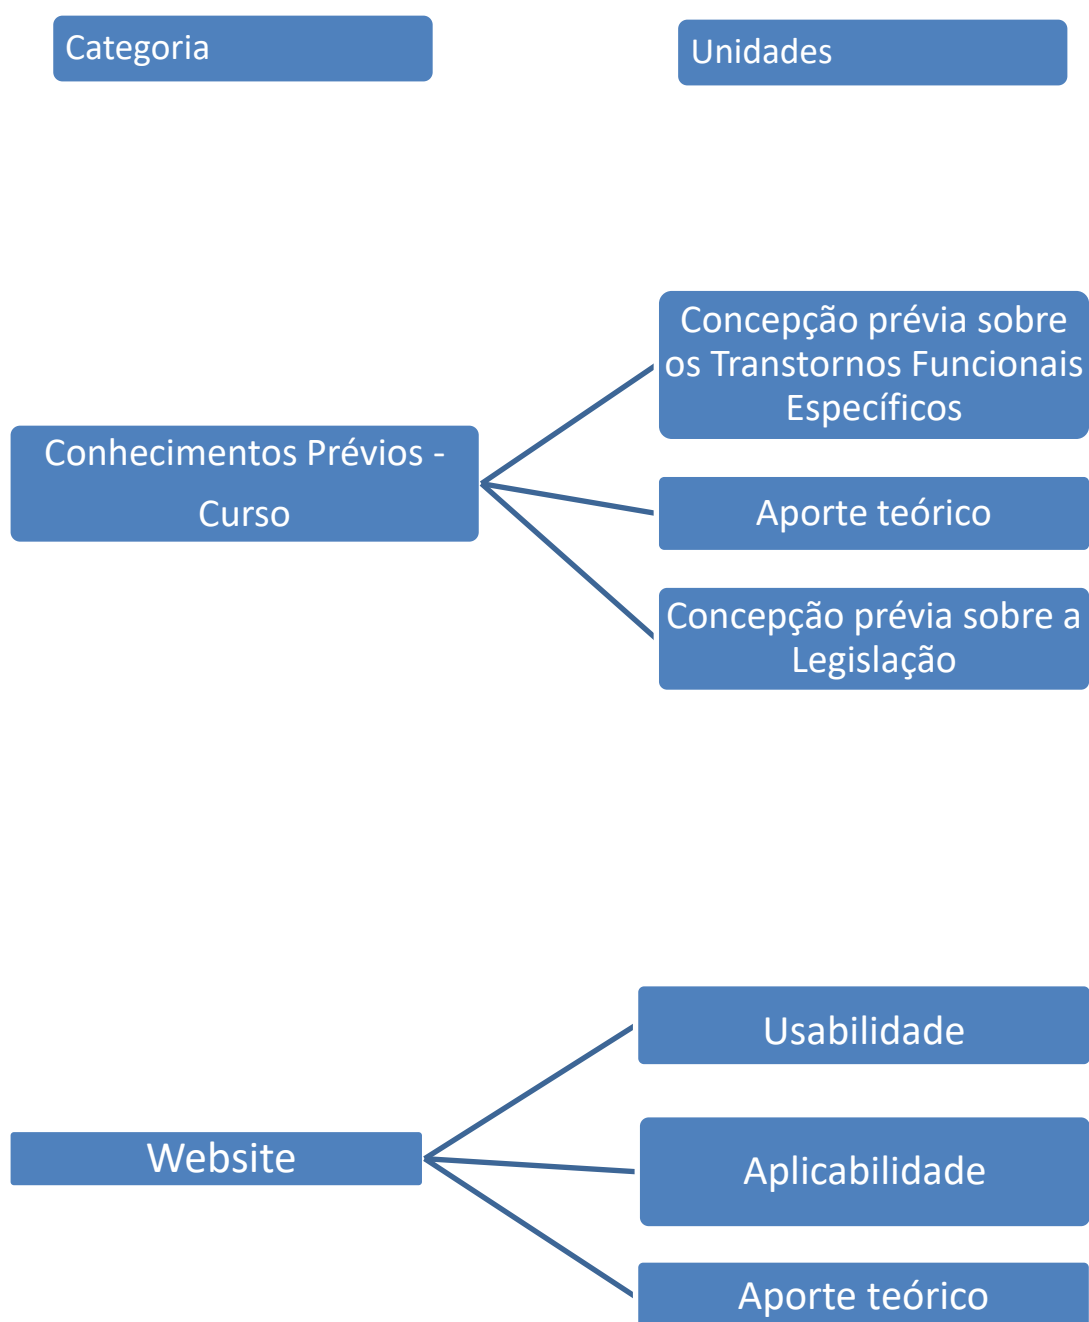 Categoria
Unidades
Concepção prévia sobre
os Transtornos Funcionais
Específicos
Conhecimentos Prévios -
Curso
Aporte teórico
Concepção prévia sobre a
Legislação
Usabilidade
Website
Aplicabilidade
Aporte teórico